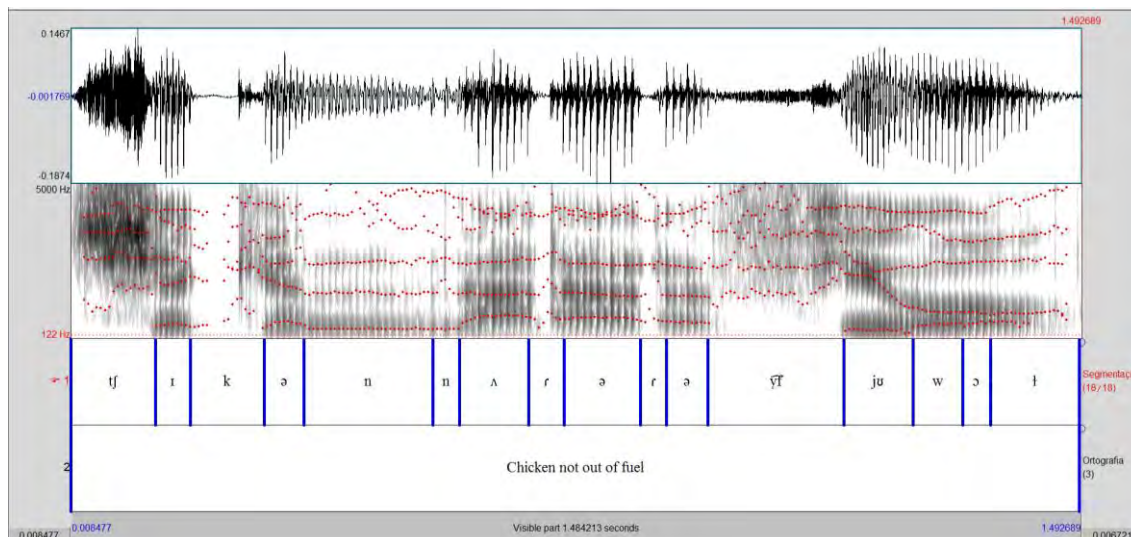 1.492689
0.1467
-0.001769
-0.1874
5000 Hz
122 Hz
1 tʃ ɪ k ə n n ʌ ɾ ə ɾ ə jʊ w ɔ ɫ
(18/18)
2 Chicken not out of fuel Ortografia
(3)
0.008477 Visible part 1.484213 seconds 1.492689
0.008477 0.006721